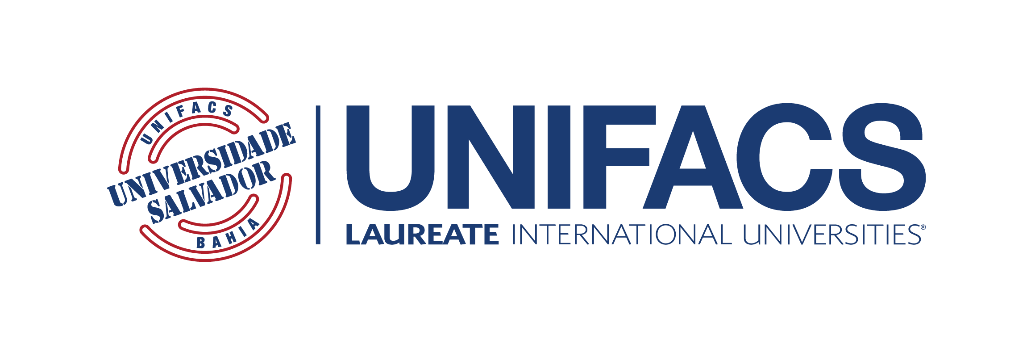 UNIFACS
UNIVERSIDADE
SALVADOR
BAHIA
UNIFACS
LAUREATE INTERNATIONAL UNIVERSITIES®